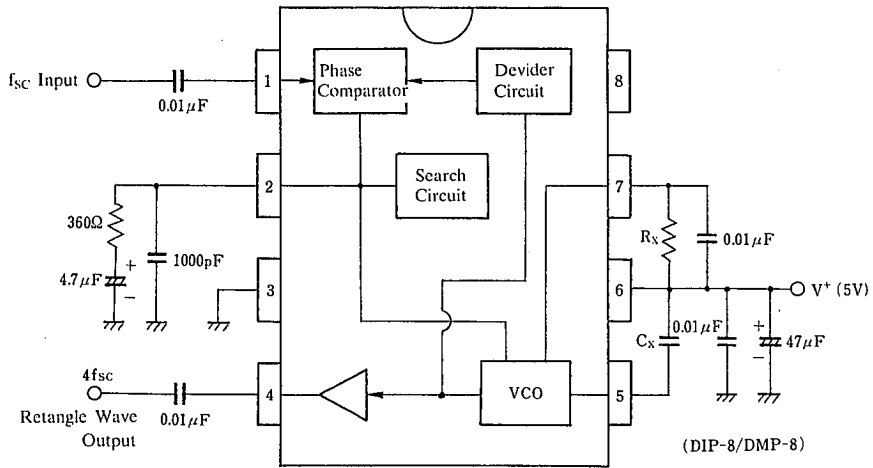 fSC Input
0.01μF
1
Phase
Comparator
Devider
Circuit
8
2
Search
Circuit
7
360Ω
4.7μF
+
−
1000pF
3
RX
0.01μF
6
V+ (5V)
CX
0.01μF
+
−
47μF
4fsc
Retangle Wave
Output
0.01μF
4
VCO
5
(DIP-8/DMP-8)